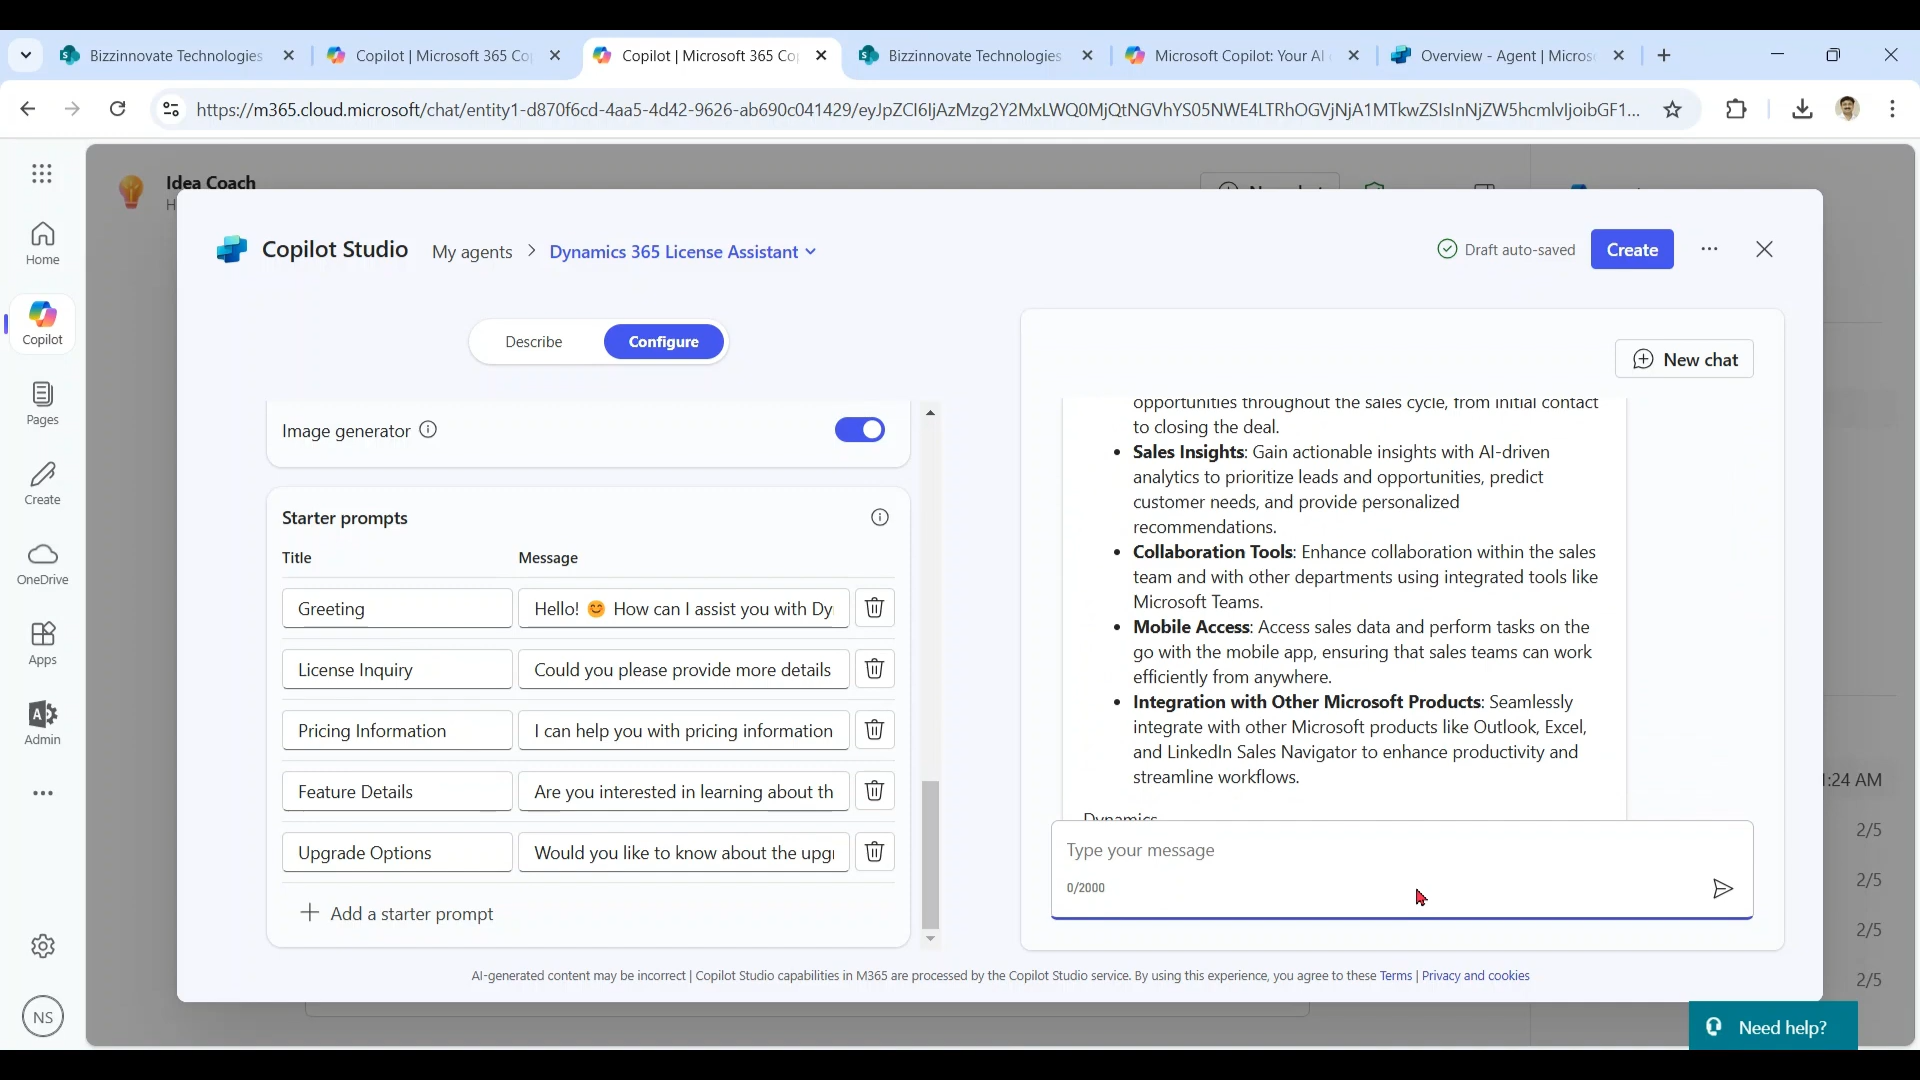 Bizzinnovate Technologies
Copilot | Microsoft 365 Co
Copilot | Microsoft 365 Co
Bizzinnovate Technologies
Microsoft Copilot: Your AI
Overview - Agent | Micros
https://m365.cloud.microsoft/chat/entity1-d870f6cd-4aa5-4d42-9626-ab690c041429/eyJpZCI6IjAzMzg2Y2MxLWQ0MjQtNGVhYS05NWE4LTRhOGVjNjA1MTkwZSIsInNjZW5hcmlvIjoibGF1...
Home
Copilot
Pages
Create
OneDrive
Apps
Admin
NS
Idea Coach
Copilot Studio
My agents > Dynamics 365 License Assistant
Draft auto-saved
Create
Describe
Configure
Image generator
Starter prompts
Title
Message
Greeting
Hello! 😊 How can I assist you with Dy
License Inquiry
Could you please provide more details
Pricing Information
I can help you with pricing information
Feature Details
Are you interested in learning about th
Upgrade Options
Would you like to know about the upgr
+ Add a starter prompt
New chat
opportunities throughout the sales cycle, from initial contact
to closing the deal.
• Sales Insights: Gain actionable insights with AI-driven
analytics to prioritize leads and opportunities, predict
customer needs, and provide personalized
recommendations.
• Collaboration Tools: Enhance collaboration within the sales
team and with other departments using integrated tools like
Microsoft Teams.
• Mobile Access: Access sales data and perform tasks on the
go with the mobile app, ensuring that sales teams can work
efficiently from anywhere.
• Integration with Other Microsoft Products: Seamlessly
integrate with other Microsoft products like Outlook, Excel,
and LinkedIn Sales Navigator to enhance productivity and
streamline workflows.
Dynamics
Type your message
0/2000
AI-generated content may be incorrect | Copilot Studio capabilities in M365 are processed by the Copilot Studio service. By using this experience, you agree to these Terms | Privacy and cookies
1:24 AM
2/5
2/5
2/5
2/5
Need help?